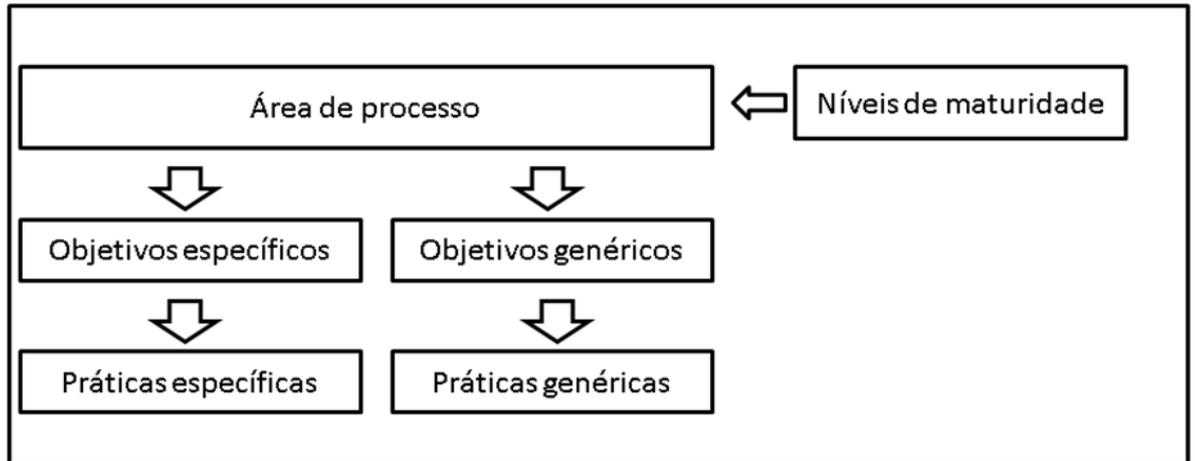 Área de processo
Níveis de maturidade
Objetivos específicos
Objetivos genéricos
Práticas específicas
Práticas genéricas